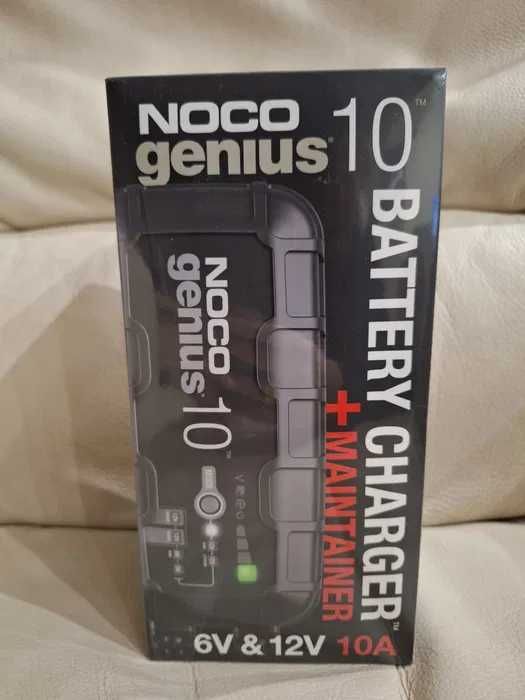 NOCO 10™
genius®
BATTERY CHARGER™
+ MAINTAINER
NOCO
genius 10™
6V & 12V 10A